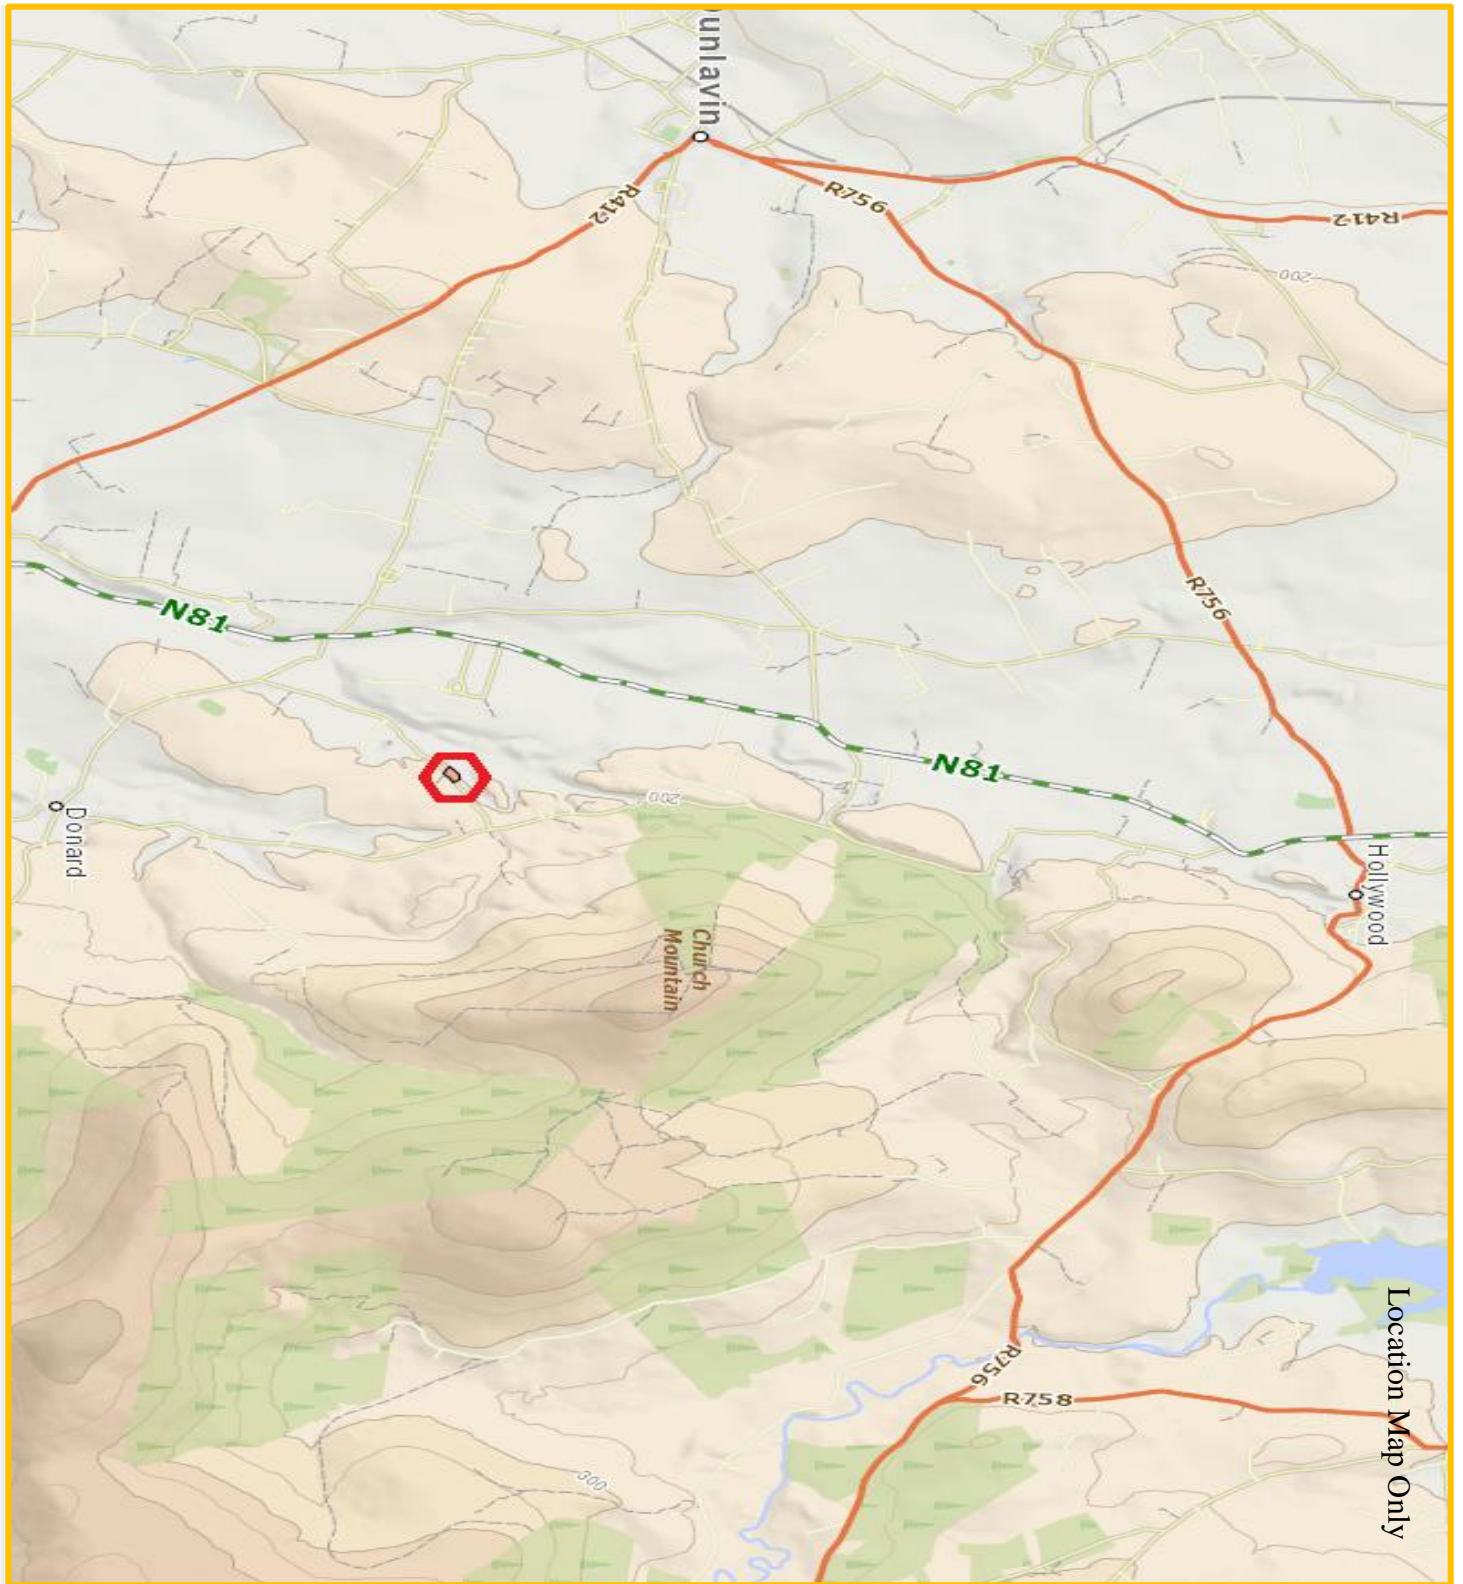 unlavin
R412
R756
R412
200
R756
N81
N81
200
Donard
Hollywood
Church
Mountain
Location Map Only
R756
R758
300